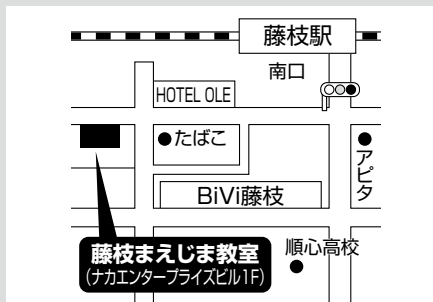 藤枝駅
南口
HOTEL OLE
●たばこ
●アピタ
BiVi藤枝
藤枝まえじま教室
(ナカエンタープライズビル1F)
順心高校